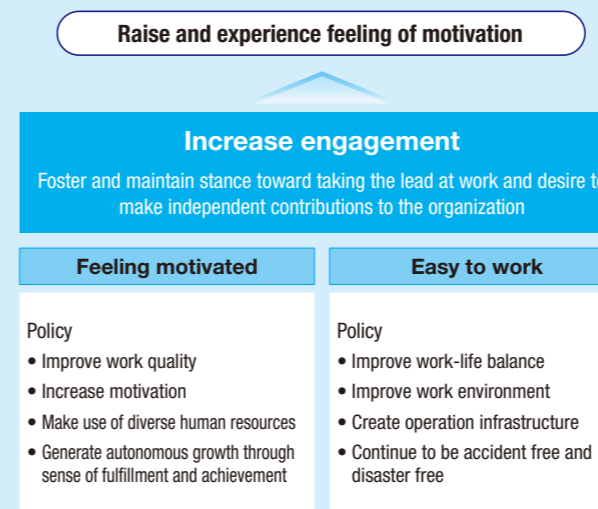 Raise and experience feeling of motivation
Increase engagement
Foster and maintain stance toward taking the lead at work and desire to
make independent contributions to the organization
Feeling motivated
Policy
• Improve work quality
• Increase motivation
• Make use of diverse human resources
• Generate autonomous growth through
sense of fulfillment and achievement
Easy to work
Policy
• Improve work-life balance
• Improve work environment
• Create operation infrastructure
• Continue to be accident free and
disaster free